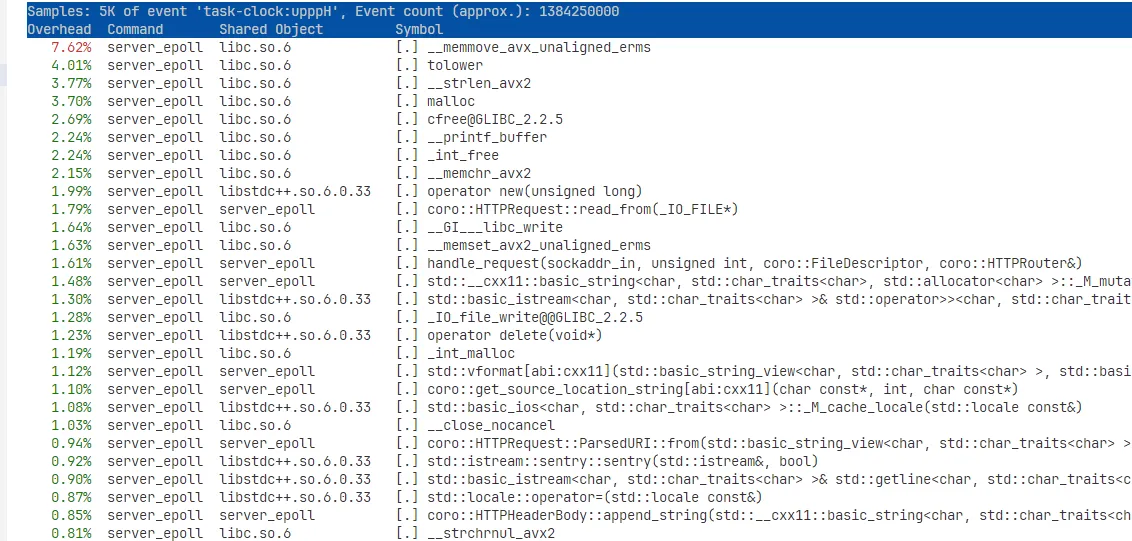 Samples: 5K of event 'task-clock:upppH', Event count (approx.): 1384250000
Overhead  Command       Shared Object        Symbol
7.62%  server_epoll  libc.so.6            [.] __memmove_avx_unaligned_erms
4.01%  server_epoll  libc.so.6            [.] tolower
3.77%  server_epoll  libc.so.6            [.] __strlen_avx2
3.70%  server_epoll  libc.so.6            [.] malloc
2.69%  server_epoll  libc.so.6            [.] cfree@GLIBC_2.2.5
2.24%  server_epoll  libc.so.6            [.] __printf_buffer
2.24%  server_epoll  libc.so.6            [.] _int_free
2.15%  server_epoll  libc.so.6            [.] __memchr_avx2
1.99%  server_epoll  libstdc++.so.6.0.33  [.] operator new(unsigned long)
1.79%  server_epoll  server_epoll         [.] coro::HTTPRequest::read_from(_IO_FILE*)
1.64%  server_epoll  libc.so.6            [.] __GI___libc_write
1.63%  server_epoll  libc.so.6            [.] __memset_avx2_unaligned_erms
1.61%  server_epoll  server_epoll         [.] handle_request(sockaddr_in, unsigned int, coro::FileDescriptor, coro::HTTPRouter&)
1.48%  server_epoll  server_epoll         [.] std::__cxx11::basic_string<char, std::char_traits<char>, std::allocator<char> >::_M_muta
1.30%  server_epoll  libstdc++.so.6.0.33  [.] std::basic_istream<char, std::char_traits<char> >& std::operator>><char, std::char_trait
1.28%  server_epoll  libc.so.6            [.] _IO_file_write@@GLIBC_2.2.5
1.23%  server_epoll  libstdc++.so.6.0.33  [.] operator delete(void*)
1.19%  server_epoll  libc.so.6            [.] _int_malloc
1.12%  server_epoll  server_epoll         [.] std::vformat[abi:cxx11](std::basic_string_view<char, std::char_traits<char> >, std::basi
1.10%  server_epoll  server_epoll         [.] coro::get_source_location_string[abi:cxx11](char const*, int, char const*)
1.08%  server_epoll  libstdc++.so.6.0.33  [.] std::basic_ios<char, std::char_traits<char> >::_M_cache_locale(std::locale const&)
1.03%  server_epoll  libc.so.6            [.] __close_nocancel
0.94%  server_epoll  server_epoll         [.] coro::HTTPRequest::ParsedURI::from(std::basic_string_view<char, std::char_traits<char> >
0.92%  server_epoll  libstdc++.so.6.0.33  [.] std::istream::sentry::sentry(std::istream&, bool)
0.90%  server_epoll  libstdc++.so.6.0.33  [.] std::basic_istream<char, std::char_traits<char> >& std::getline<char, std::char_traits<c
0.87%  server_epoll  libstdc++.so.6.0.33  [.] std::locale::operator=(std::locale const&)
0.85%  server_epoll  server_epoll         [.] coro::HTTPHeaderBody::append_string(std::__cxx11::basic_string<char, std::char_traits<ch
0.81%  server_epoll  libc.so.6            [.] __strchrnul_avx2